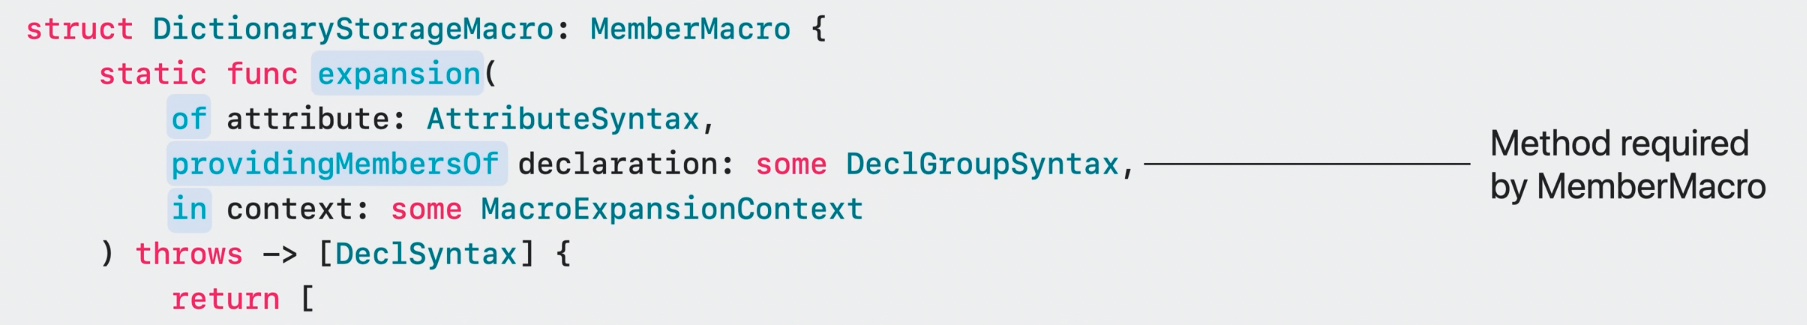 struct DictionaryStorageMacro: MemberMacro {
static func expansion(
of attribute: AttributeSyntax,
providingMembersOf declaration: some DeclGroupSyntax,
in context: some MacroExpansionContext
) throws -> [DeclSyntax] {
return [
Method required
by MemberMacro